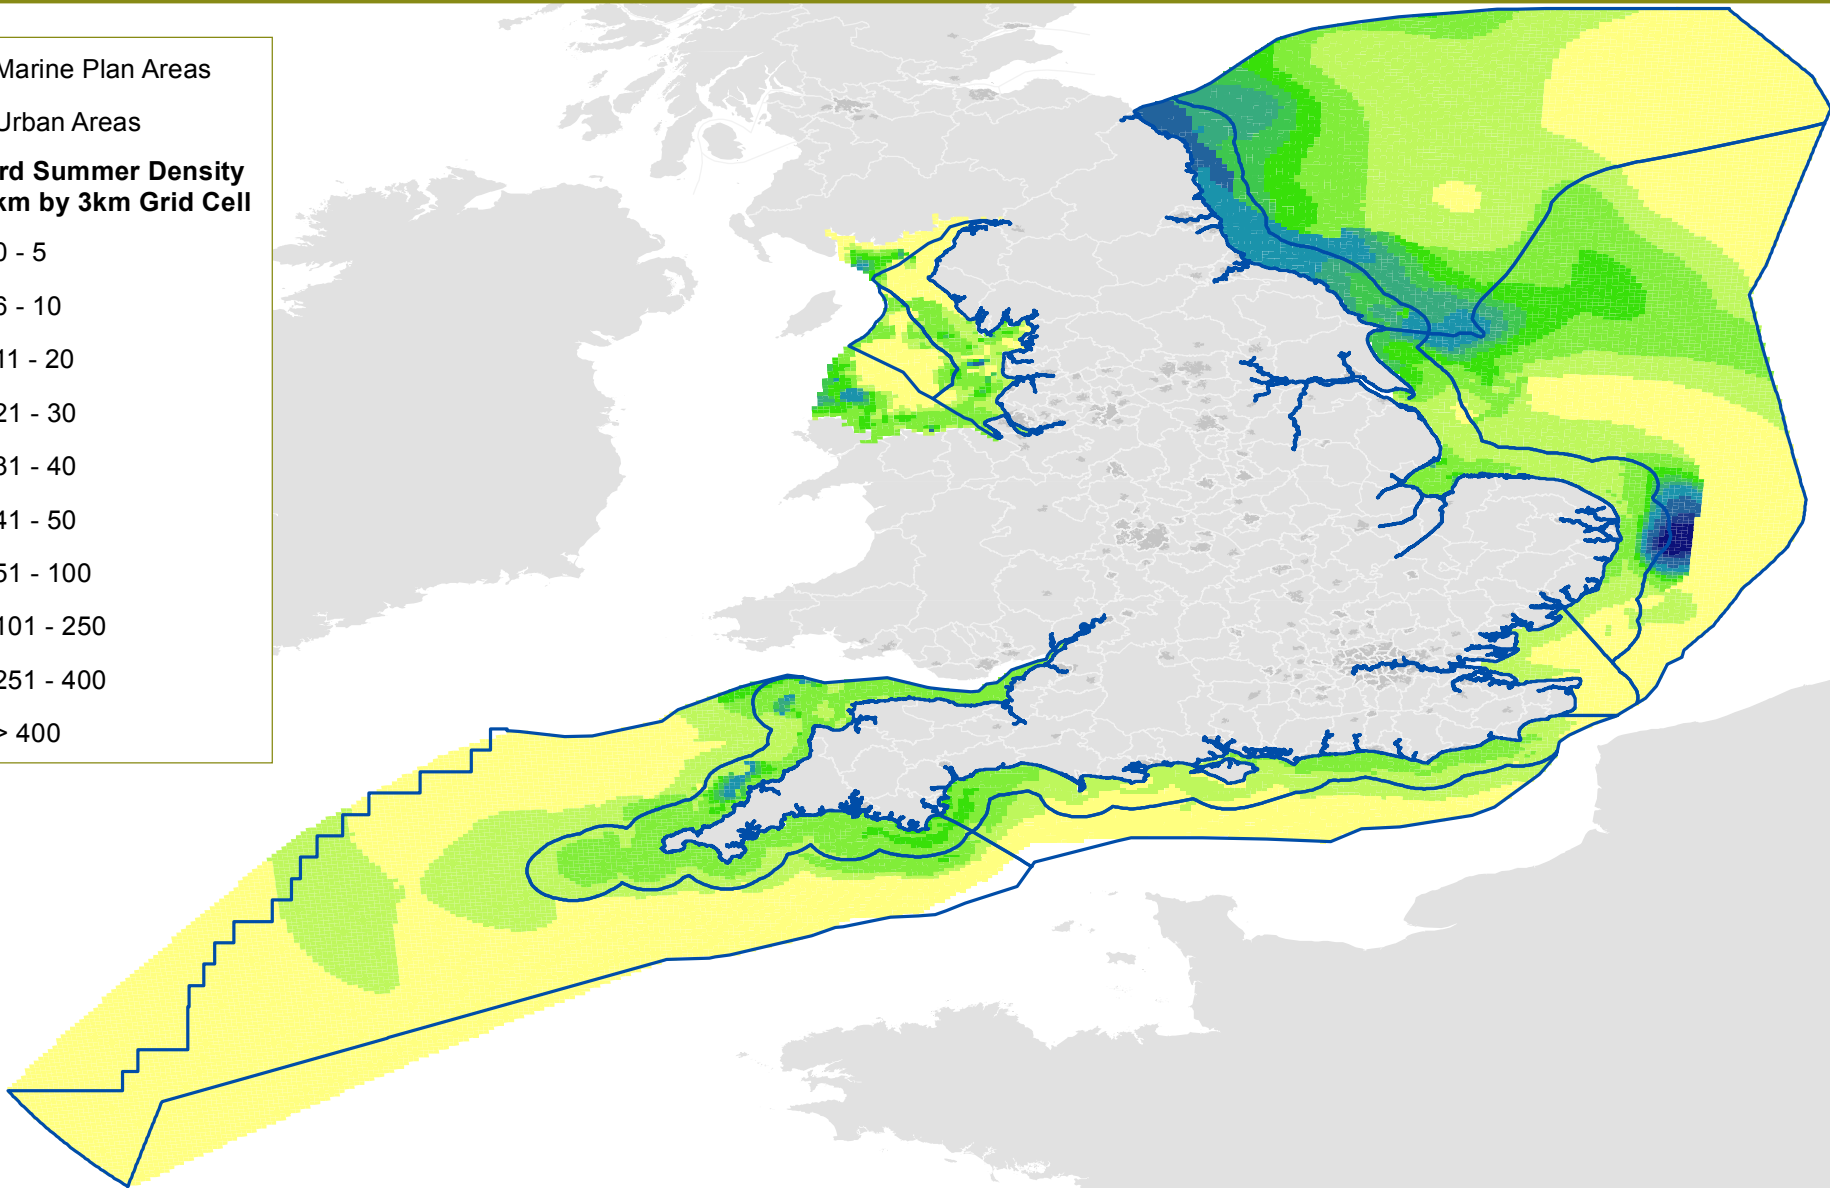 Marine Plan Areas
Urban Areas
rd Summer Density
km by 3km Grid Cell
0 - 5
6 - 10
11 - 20
21 - 30
31 - 40
41 - 50
51 - 100
101 - 250
251 - 400
> 400